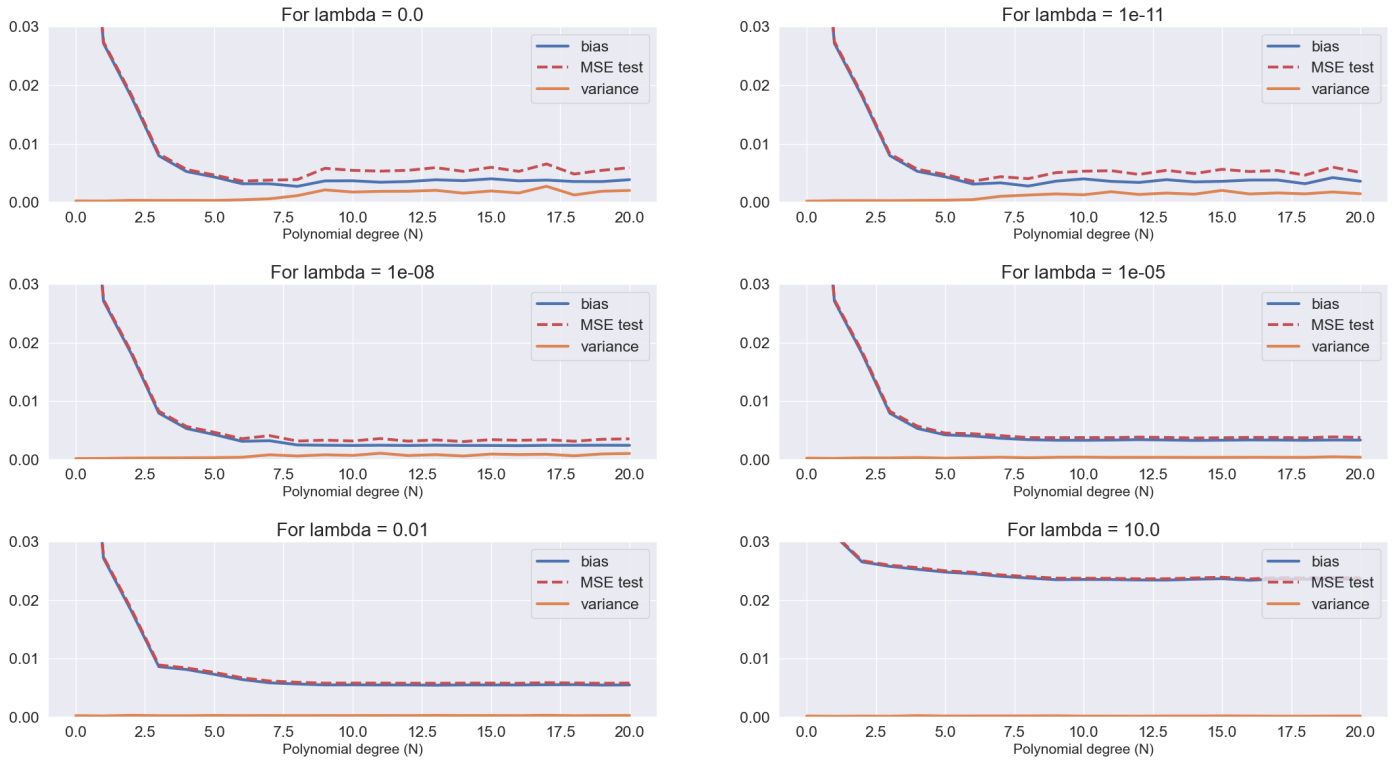 For lambda = 0.0
0.03
0.02
0.01
0.00
bias
MSE test
variance
0.0 2.5 5.0 7.5 10.0 12.5 15.0 17.5 20.0
Polynomial degree (N)
For lambda = 1e-11
0.03
0.02
0.01
0.00
bias
MSE test
variance
0.0 2.5 5.0 7.5 10.0 12.5 15.0 17.5 20.0
Polynomial degree (N)
For lambda = 1e-08
0.03
0.02
0.01
0.00
bias
MSE test
variance
0.0 2.5 5.0 7.5 10.0 12.5 15.0 17.5 20.0
Polynomial degree (N)
For lambda = 1e-05
0.03
0.02
0.01
0.00
bias
MSE test
variance
0.0 2.5 5.0 7.5 10.0 12.5 15.0 17.5 20.0
Polynomial degree (N)
For lambda = 0.01
0.03
0.02
0.01
0.00
bias
MSE test
variance
0.0 2.5 5.0 7.5 10.0 12.5 15.0 17.5 20.0
Polynomial degree (N)
For lambda = 10.0
0.03
0.02
0.01
0.00
bias
MSE test
variance
0.0 2.5 5.0 7.5 10.0 12.5 15.0 17.5 20.0
Polynomial degree (N)